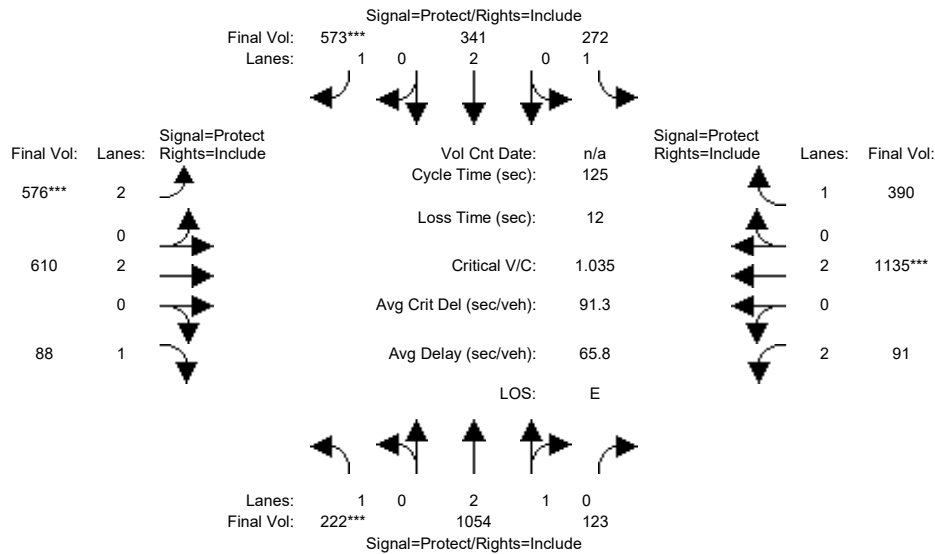 Signal=Protect/Rights=Include
Final Vol: 573*** 341 272
Lanes: 1 0 2 0 1
Signal=Protect
Final Vol: Lanes: Rights=Include
Vol Cnt Date: n/a
Signal=Protect
Rights=Include Lanes: Final Vol:
Cycle Time (sec): 125
576*** 2
1 390
Loss Time (sec): 12
0
0
610 2
Critical V/C: 1.035
2 1135***
0
Avg Crit Del (sec/veh): 91.3
0
88 1
Avg Delay (sec/veh): 65.8
2 91
LOS: E
Lanes: 1 0 2 1 0
Final Vol: 222*** 1054 123
Signal=Protect/Rights=Include